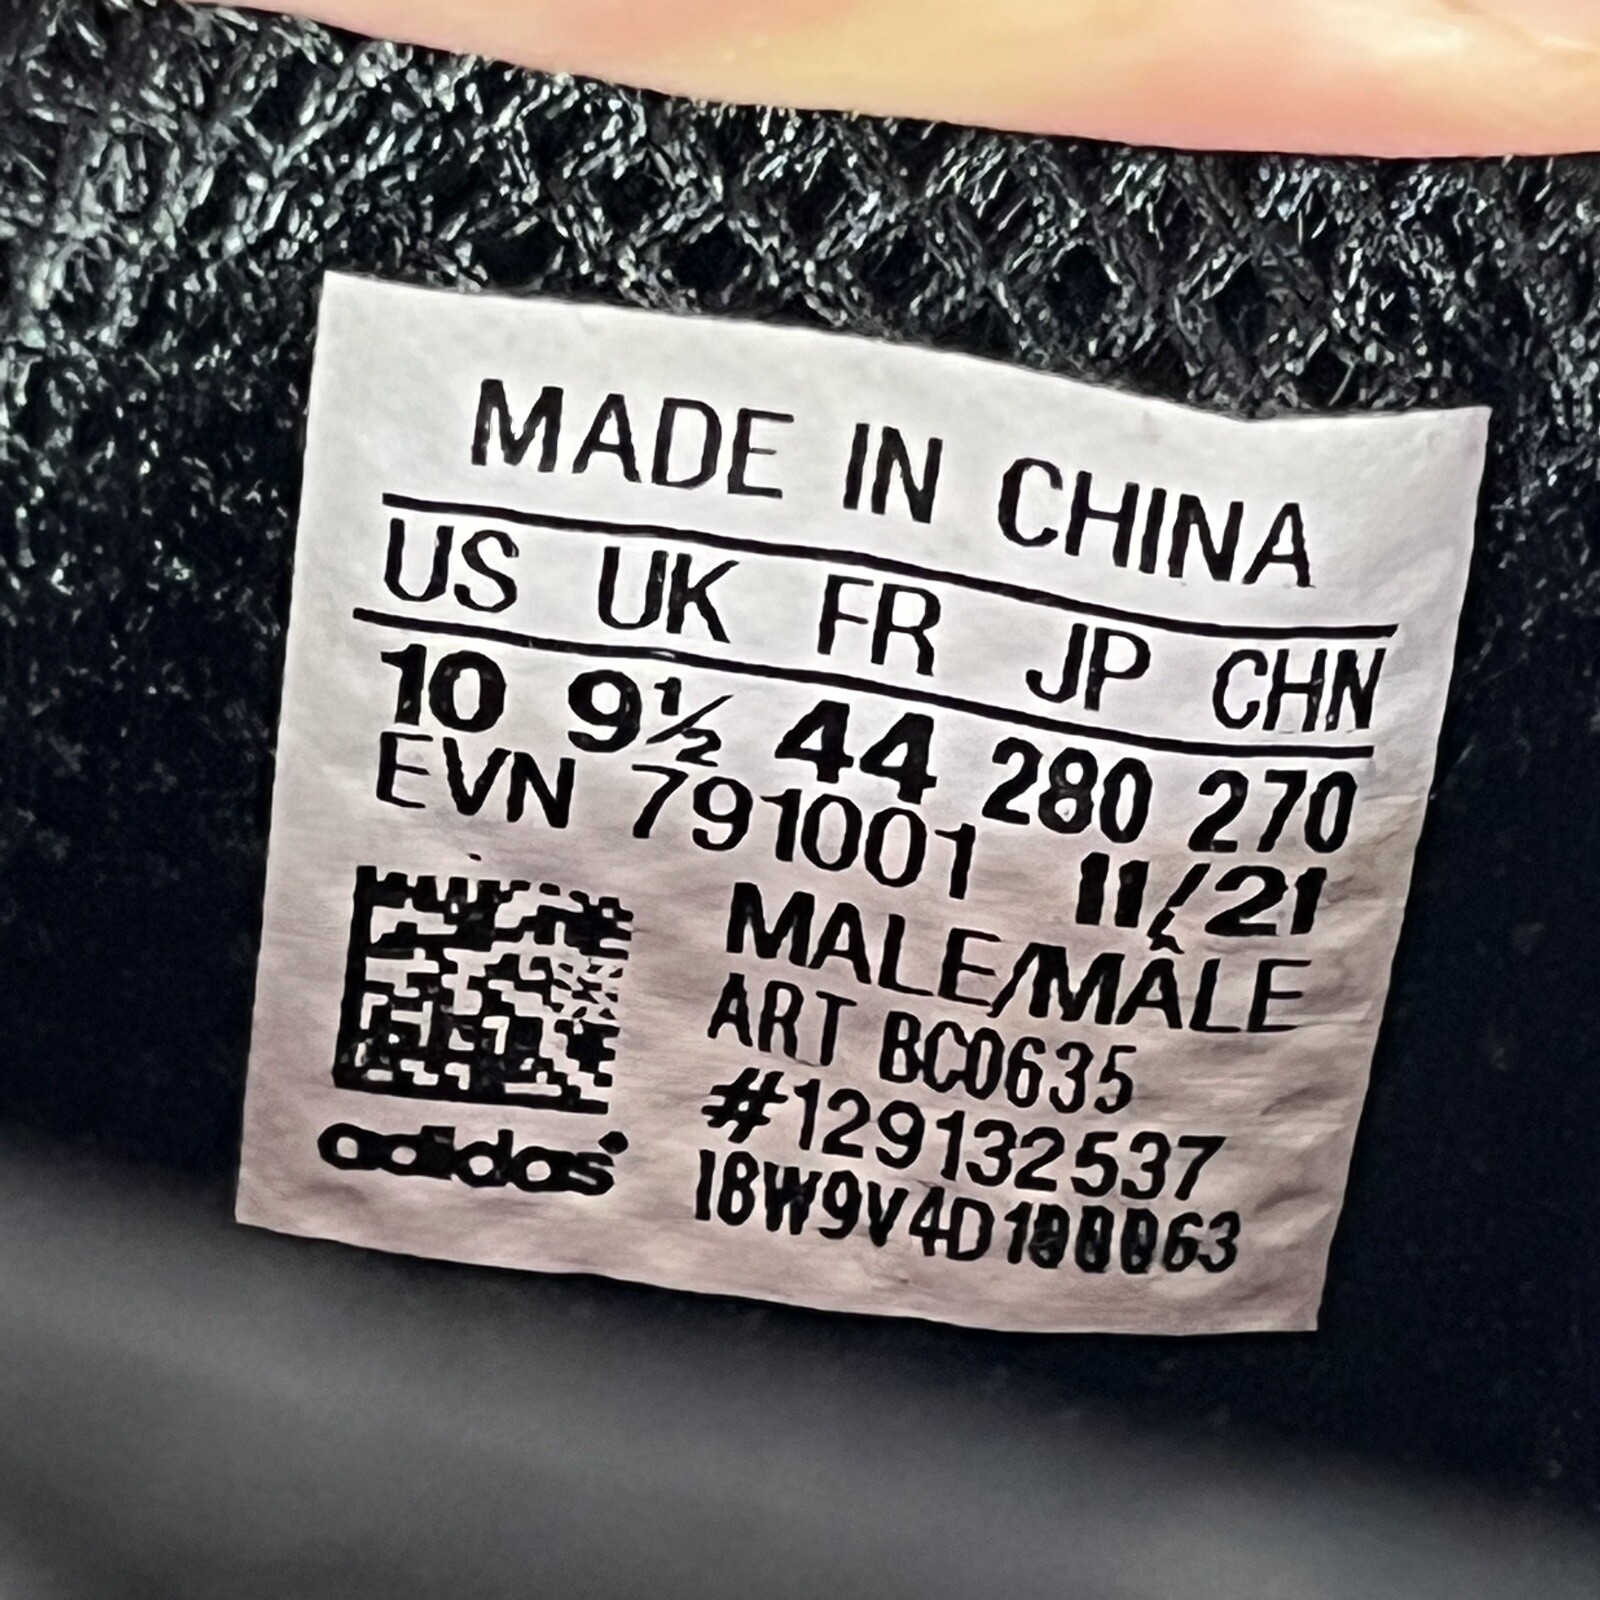 MADE IN CHINA
US UK FR JP CHN
10 9½ 44 280 270
EVN 791001 11/21
MALE/MÂLE
ART BC0635
#129132537
adidas